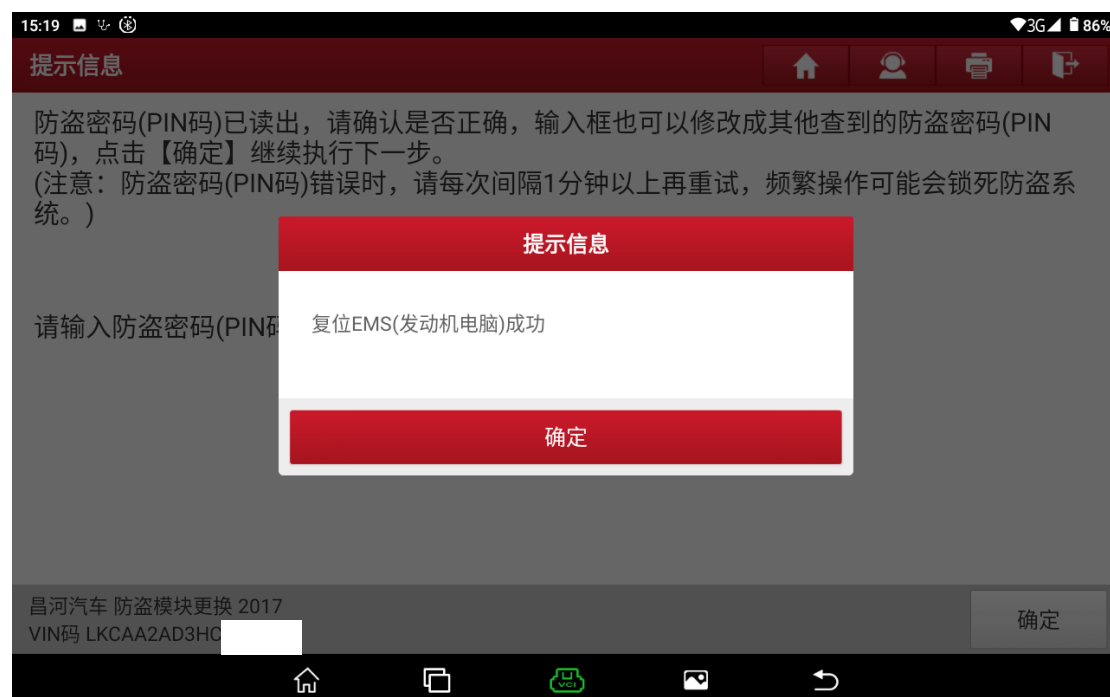 15:19
3G
86%
提示信息
防盗密码(PIN码)已读出，请确认是否正确，输入框也可以修改成其他查到的防盗密码(PIN
码)，点击【确定】继续执行下一步。
(注意：防盗密码(PIN码)错误时，请每次间隔1分钟以上再重试，频繁操作可能会锁死防盗系
统。)
提示信息
请输入防盗密码(PIN码
复位EMS(发动机电脑)成功
确定
昌河汽车 防盗模块更换 2017
VIN码 LKCAA2AD3HC
确定
VCI